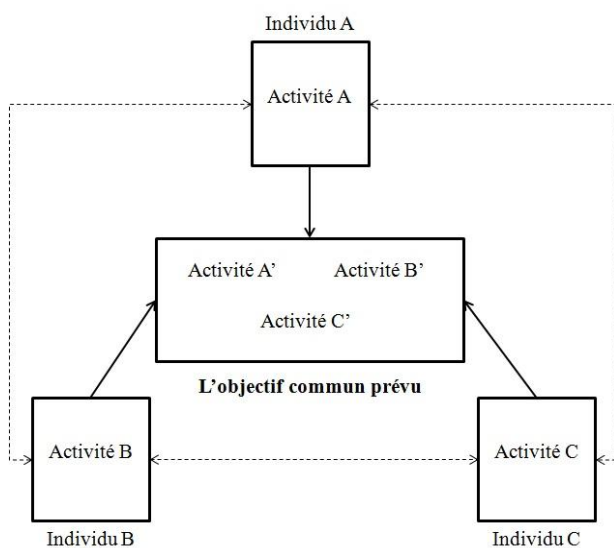 Individu A
Activité A
Activité A’ Activité B’
Activité C’
L’objectif commun prévu
Activité B
Activité C
Individu B
Individu C